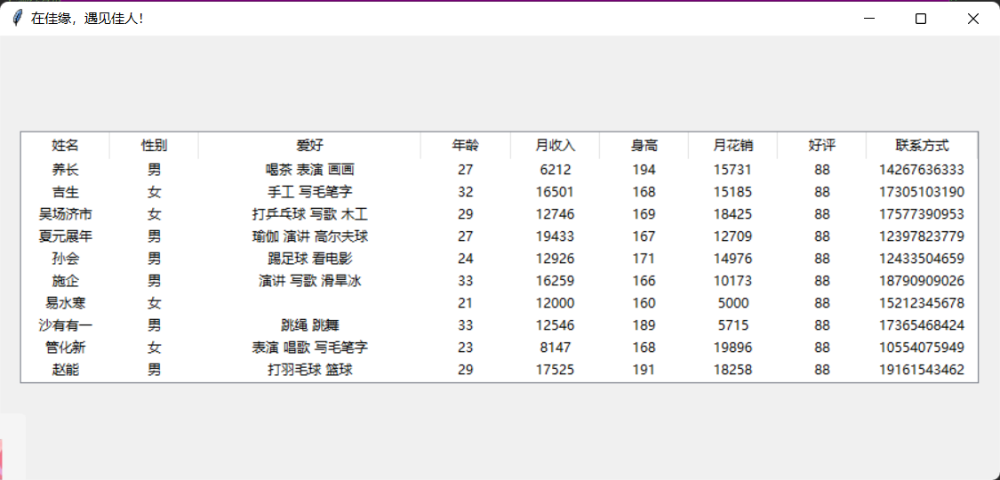 在佳缘，遇见佳人！
姓名 性别 爱好 年龄 月收入 身高 月花销 好评 联系方式
养长 男 喝茶 表演 画画 27 6212 194 15731 88 14267636333
吉生 女 手工 写毛笔字 32 16501 168 15185 88 17305103190
吴场济市 女 打乒乓球 写歌 木工 29 12746 169 18425 88 17577390953
夏元展年 男 瑜伽 演讲 高尔夫球 27 19433 167 12709 88 12397823779
孙会 男 踢足球 看电影 24 12926 171 14976 88 12433504659
施企 男 演讲 写歌 滑旱冰 33 16259 166 10173 88 18790909026
易水寒 女 21 12000 160 5000 88 15212345678
沙有有一 男 跳绳 跳舞 33 12546 189 5715 88 17365468424
管化新 女 表演 唱歌 写毛笔字 23 8147 168 19896 88 10554075949
赵能 男 打羽毛球 篮球 29 17525 191 18258 88 19161543462